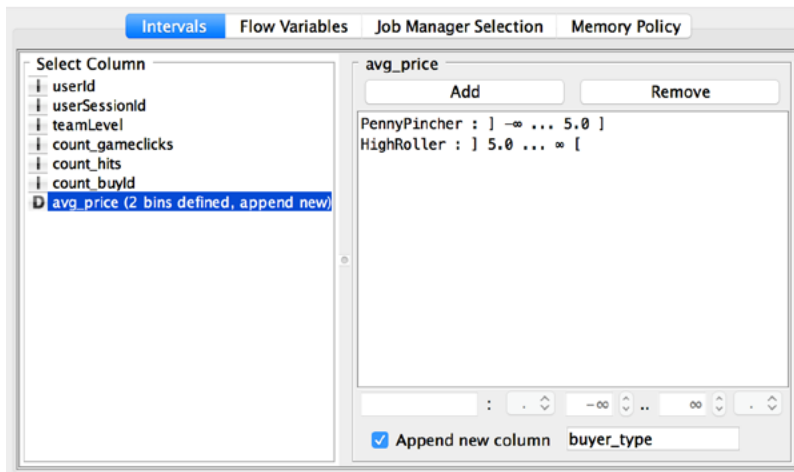 Intervals Flow Variables Job Manager Selection Memory Policy
Select Column
I userId
I userSessionId
I teamLevel
I count_gameclicks
I count_hits
I count_buyId
D avg_price (2 bins defined, append new)
avg_price
Add Remove
PennyPincher : ] -∞ ... 5.0 ]
HighRoller : ] 5.0 ... ∞ [
: . -∞ .. ∞ .
Append new column buyer_type